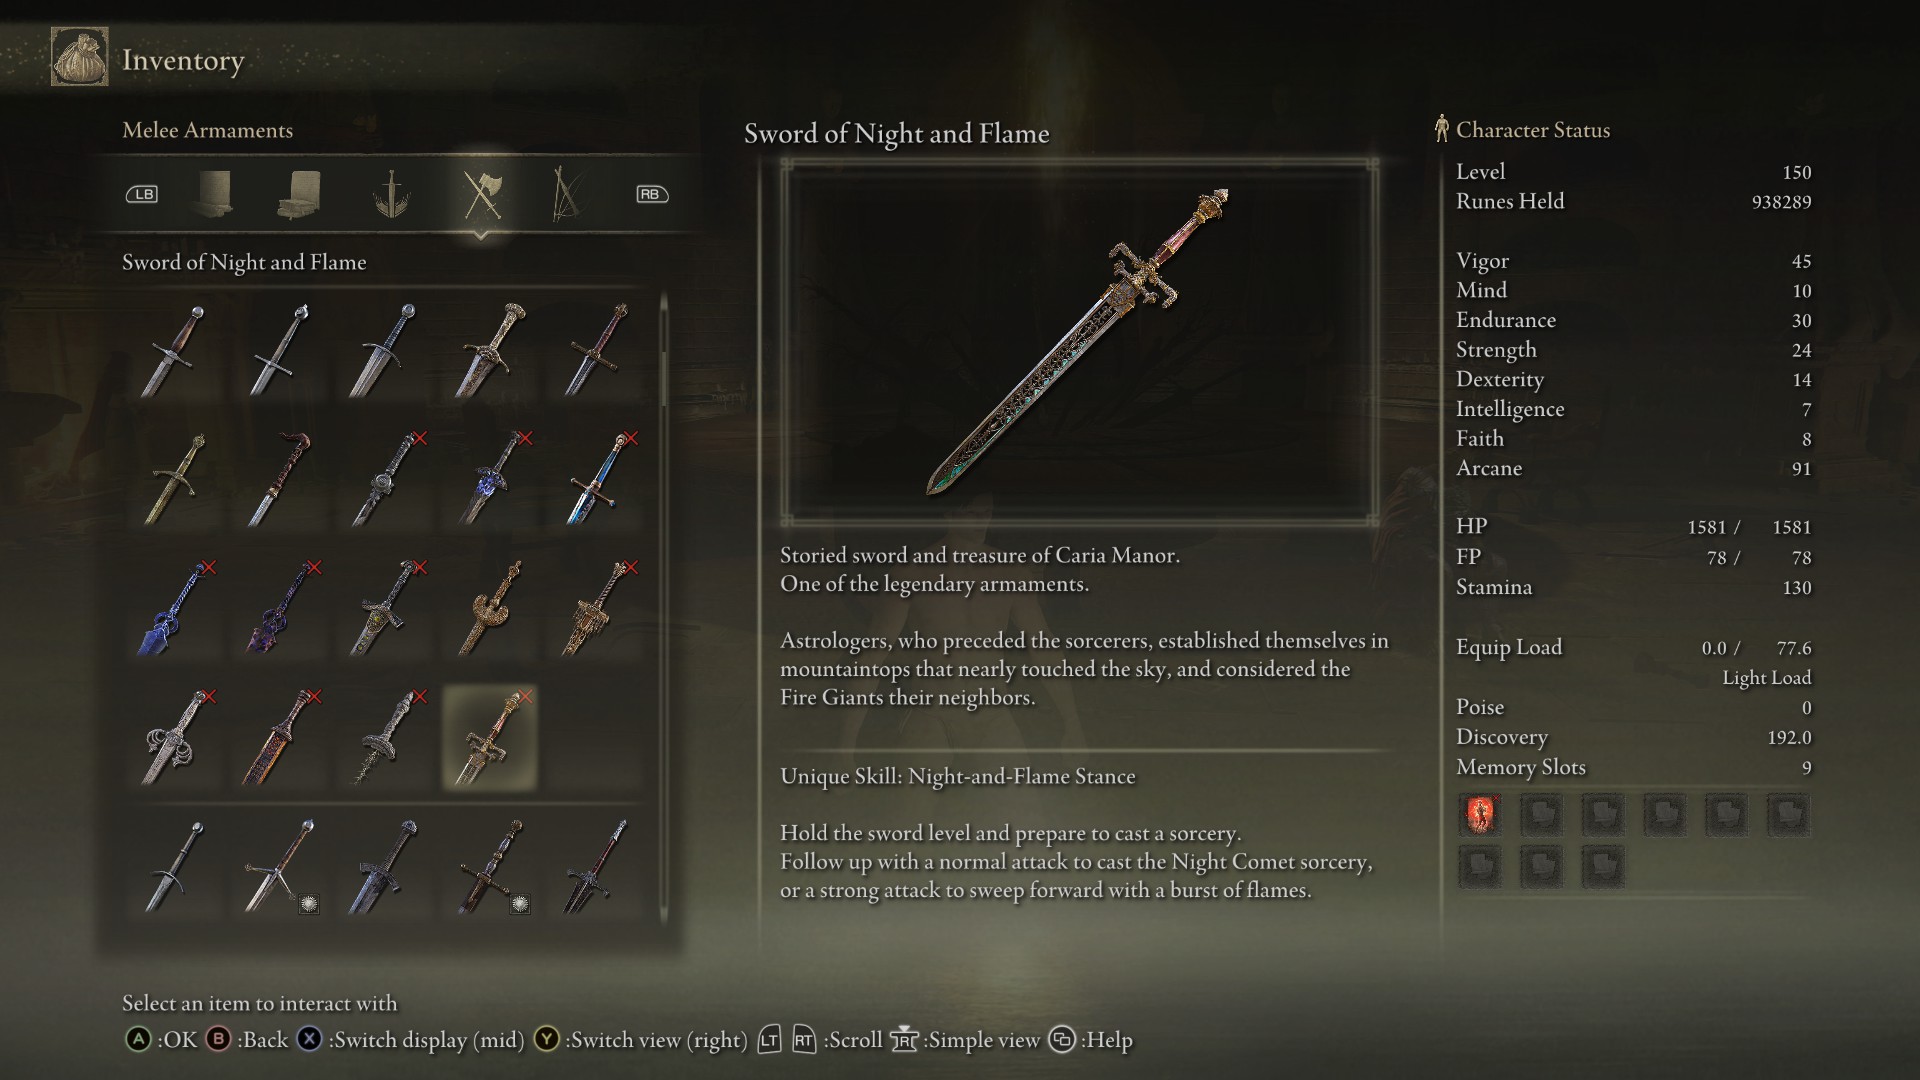 Inventory
Melee Armaments
LB
RB
Sword of Night and Flame
Sword of Night and Flame
Storied sword and treasure of Caria Manor.
One of the legendary armaments.
Astrologers, who preceded the sorcerers, established themselves in
mountaintops that nearly touched the sky, and considered the
Fire Giants their neighbors.
Unique Skill: Night-and-Flame Stance
Hold the sword level and prepare to cast a sorcery.
Follow up with a normal attack to cast the Night Comet sorcery,
or a strong attack to sweep forward with a burst of flames.
Character Status
Level 150
Runes Held 938289
Vigor 45
Mind 10
Endurance 30
Strength 24
Dexterity 14
Intelligence 7
Faith 8
Arcane 91
HP 1581 / 1581
FP 78 / 78
Stamina 130
Equip Load 0.0 / 77.6
Light Load
Poise 0
Discovery 192.0
Memory Slots 9
Select an item to interact with
A :OK B :Back X :Switch display (mid) Y :Switch view (right) LT RT :Scroll R :Simple view :Help